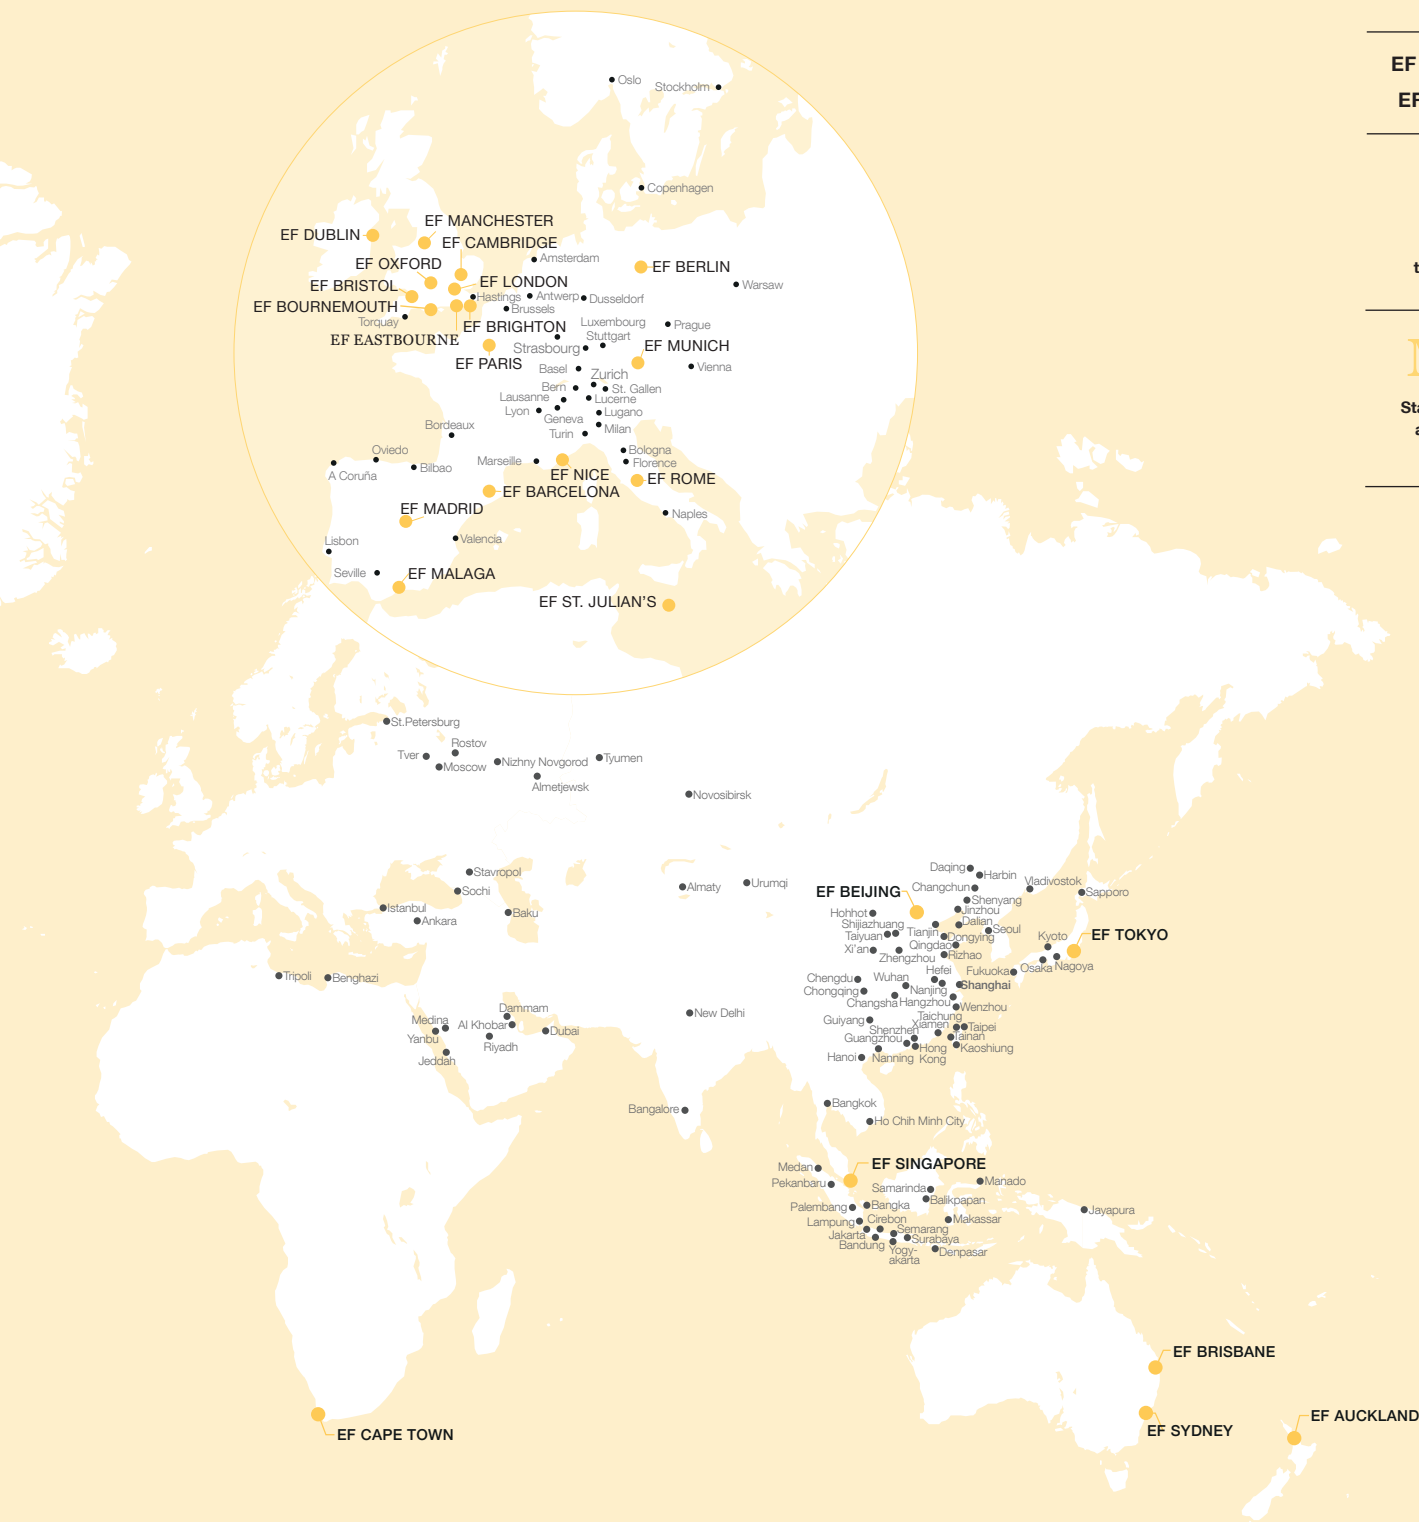 Oslo
Stockholm
Copenhagen
EF MANCHESTER
EF DUBLIN
EF CAMBRIDGE
Amsterdam
EF OXFORD
EF BERLIN
EF LONDON
EF BRISTOL
Warsaw
Hastings
Antwerp
Dusseldorf
EF BOURNEMOUTH
Brussels
Torquay
EF BRIGHTON
Luxembourg
Prague
EF EASTBOURNE
Stuttgart
Strasbourg
EF MUNICH
EF PARIS
Basel
Zurich
Vienna
Bern
St. Gallen
Lausanne
Lucerne
Lyon
Geneva
Lugano
Bordeaux
Turin
Milan
Oviedo
Bologna
Marseille
Florence
A Coruña
Bilbao
EF NICE
EF ROME
EF BARCELONA
EF MADRID
Naples
Lisbon
Valencia
Seville
EF MALAGA
EF ST. JULIAN'S
St.Petersburg
Rostov
Tver
Moscow
Nizhny Novgorod
Tyumen
Almetjewsk
Novosibirsk
Stavropol
Sochi
Almaty
Urumqi
Istanbul
Ankara
Baku
Daqing
Harbin
Changchun
Vladivostok
EF BEIJING
Shenyang
Sapporo
Hohhot
Jinzhou
Shijiazhuang
Dalian
Taiyuan
Tianjin
Dongying
Seoul
Kyoto
EF TOKYO
Xi'an
Qingdao
Zhengzhou
Rizhao
Fukuoka
Osaka
Nagoya
Tripoli
Benghazi
Chengdu
Wuhan
Hefei
Shanghai
Chongqing
Nanjing
Changsha
Hangzhou
Wenzhou
Dammam
New Delhi
Medina
Al Khobar
Dubai
Yanbu
Riyadh
Jeddah
Guiyang
Taichung
Shenzhen
Xiamen
Taipei
Guangzhou
Tainan
Hanoi
Nanning
Hong
Kong
Kaoshiung
Bangalore
Bangkok
Ho Chih Minh City
EF SINGAPORE
Medan
Pekanbaru
Samarinda
Manado
Balikpapan
Palembang
Bangka
Jayapura
Lampung
Cirebon
Makassar
Jakarta
Semarang
Bandung
Surabaya
Yogy-
akarta
Denpasar
EF BRISBANE
EF CAPE TOWN
EF SYDNEY
EF AUCKLAND
EF
EF
t
Sta
a